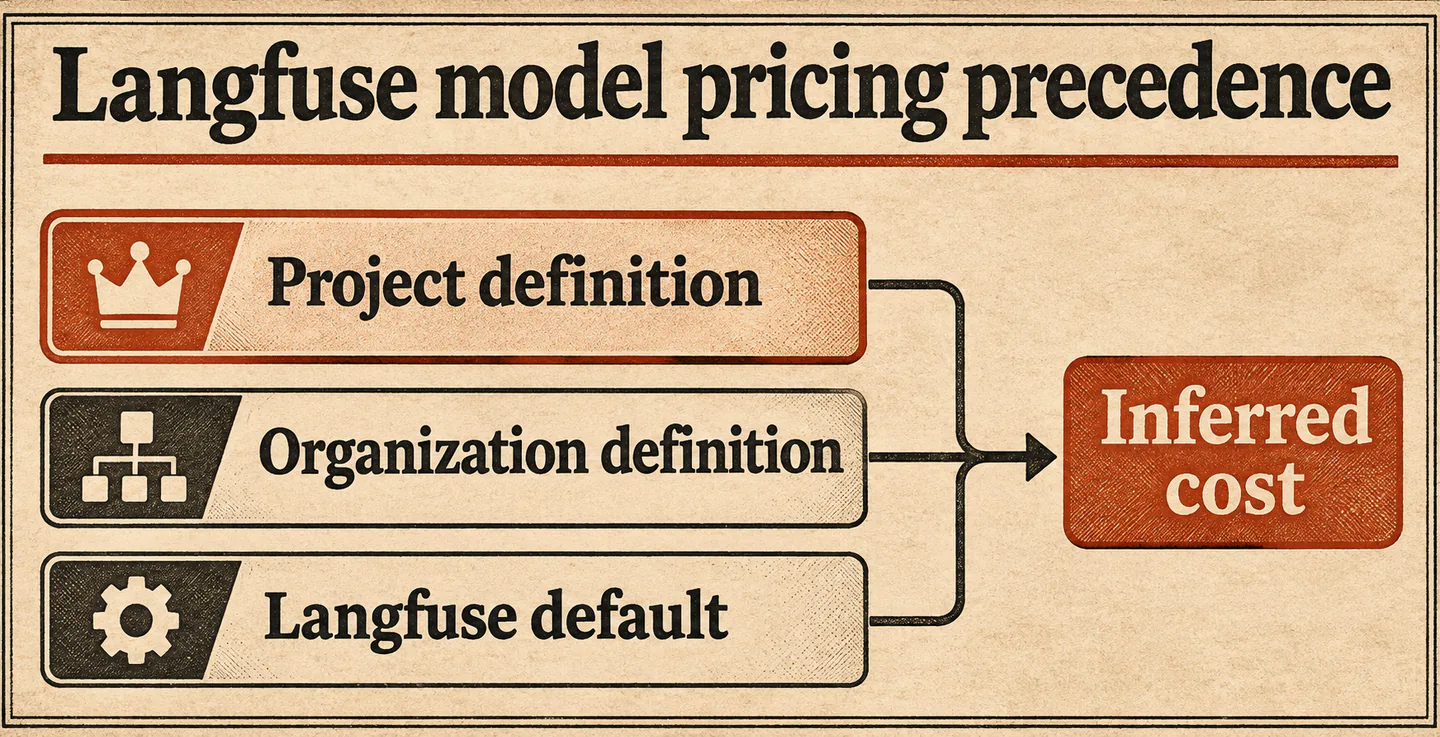 Langfuse model pricing precedence
Project definition
Organization definition
Langfuse default
Inferred
cost